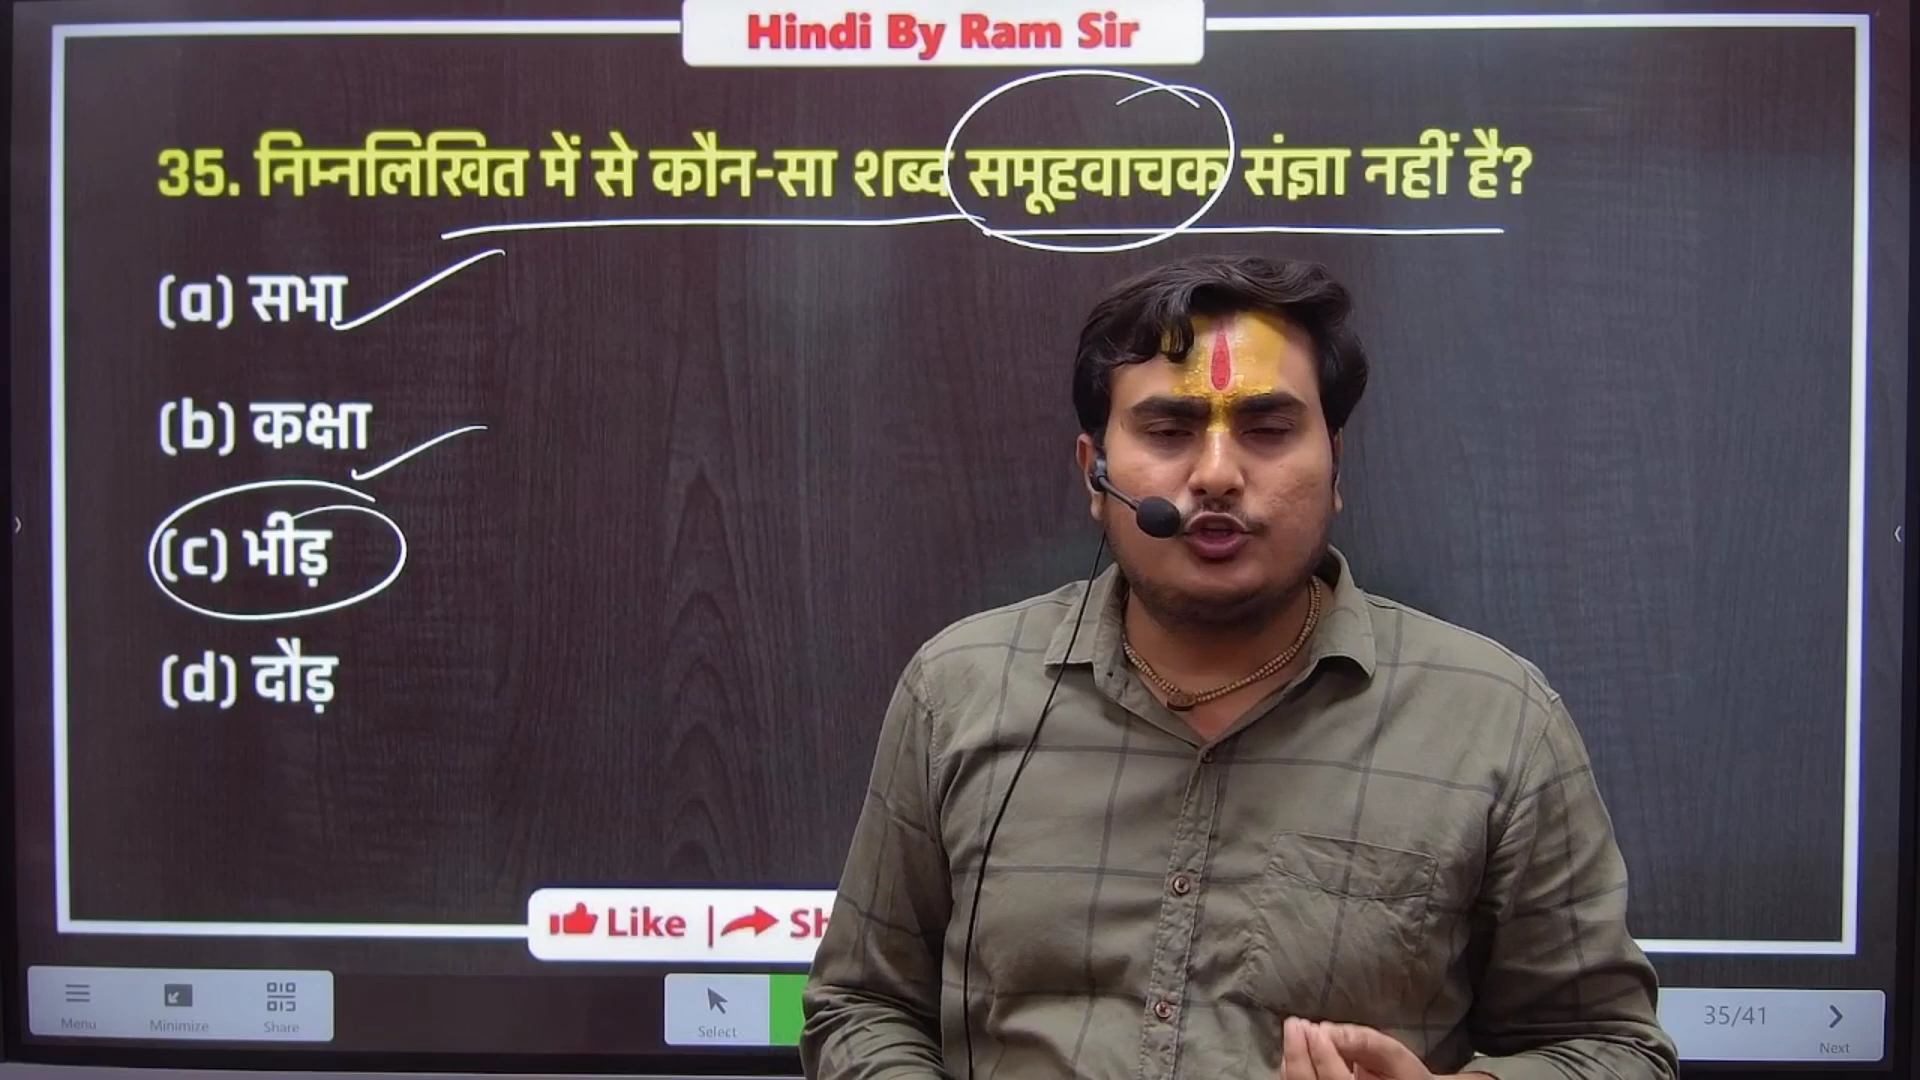 Hindi By Ram Sir
35. निम्नलिखित में से कौन-सा शब्द समूहवाचक संज्ञा नहीं है?
(a) सभा
(b) कक्षा
(c) भीड़
(d) दौड़
Like |
Menu
Minimize
Share
Select
35/41
Next